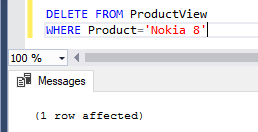 DELETE FROM ProductView
WHERE Product='Nokia 8'
100 %
Messages
(1 row affected)